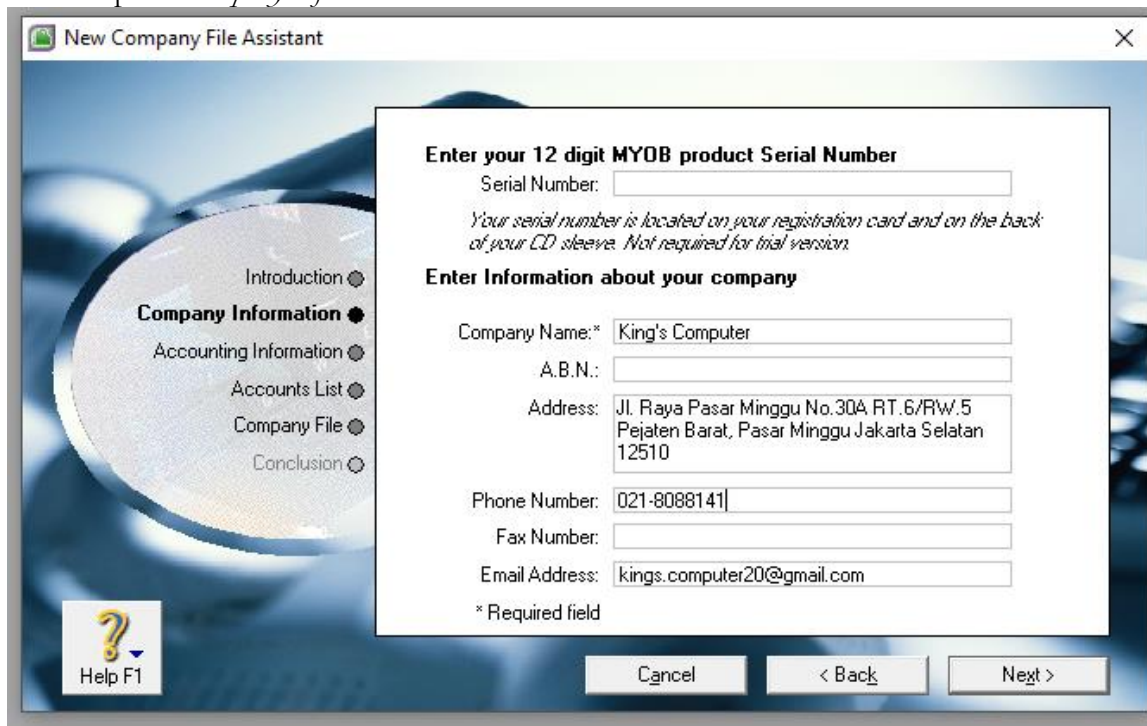 New Company File Assistant
Enter your 12 digit MYOB product Serial Number
Serial Number:
Your serial number is located on your registration card and on the back
of your CD sleeve. Not required for trial version.
Enter Information about your company
Introduction
Company Information
Accounting Information
Accounts List
Company File
Conclusion
Company Name:* King's Computer
A.B.N.:
Address: Jl. Raya Pasar Minggu No.30A RT.6/RW.5
Pejaten Barat, Pasar Minggu Jakarta Selatan
12510
Phone Number: 021-8088141
Fax Number:
Email Address: kings.computer20@gmail.com
* Required field
Help F1
Cancel
< Back
Next >